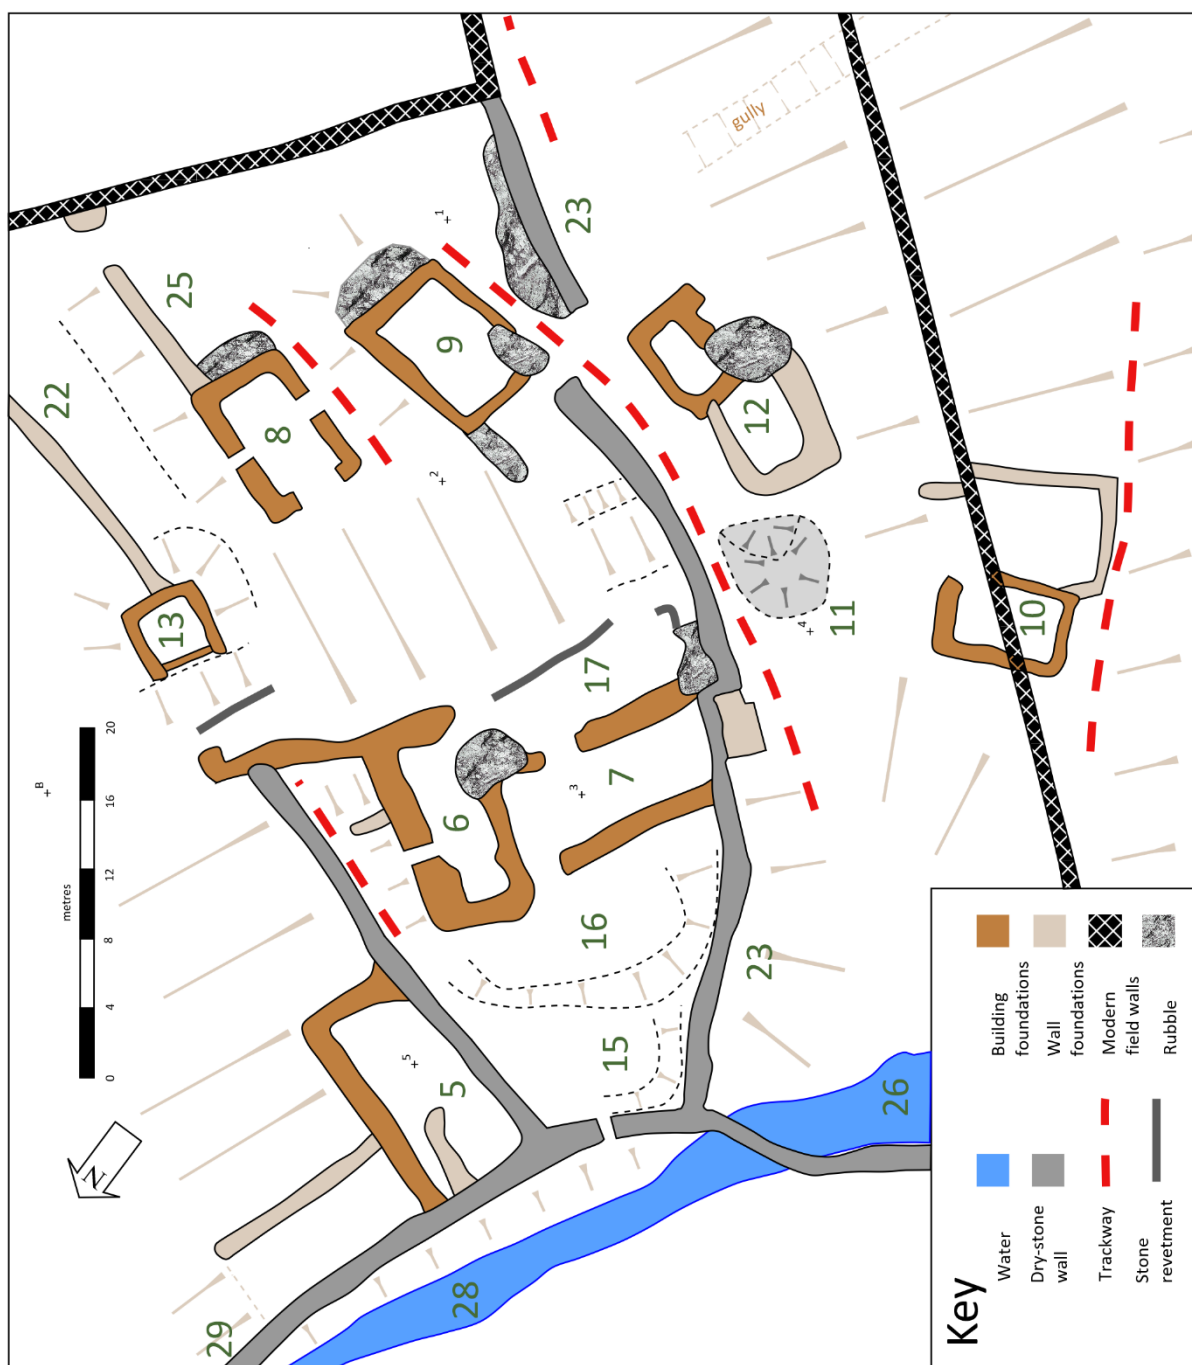 B
metres
0 4 8 12 16 20
N
22
13
25
29
8
5
5
2
1
9
6
28
3
23
16
17
15
7
gully
12
23
4
11
26
10
Key
Water
Dry-stone
wall
Trackway
Stone
revetment
Building
foundations
Wall
foundations
Modern
field walls
Rubble